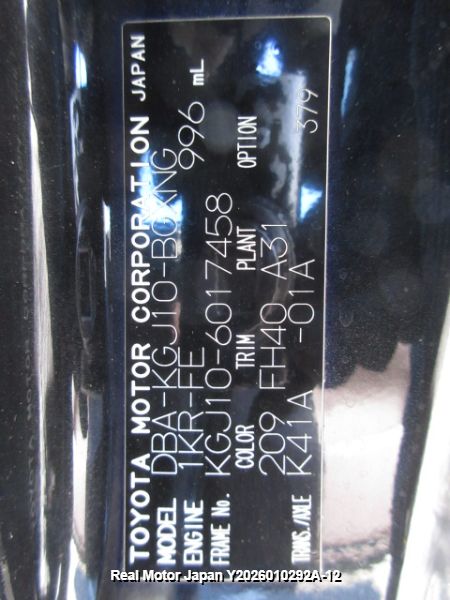 TOYOTA MOTOR CORPORATION JAPAN
MODEL DBA-KGJ10-BGXNG
ENGINE 1KR-FE 996 mL
FRAME No. KGJ10-6017458
COLOR TRIM PLANT OPTION
209 FH40 A31 379
TRANS./AXLE K41A -01A
Real Motor Japan Y2026010292A-12